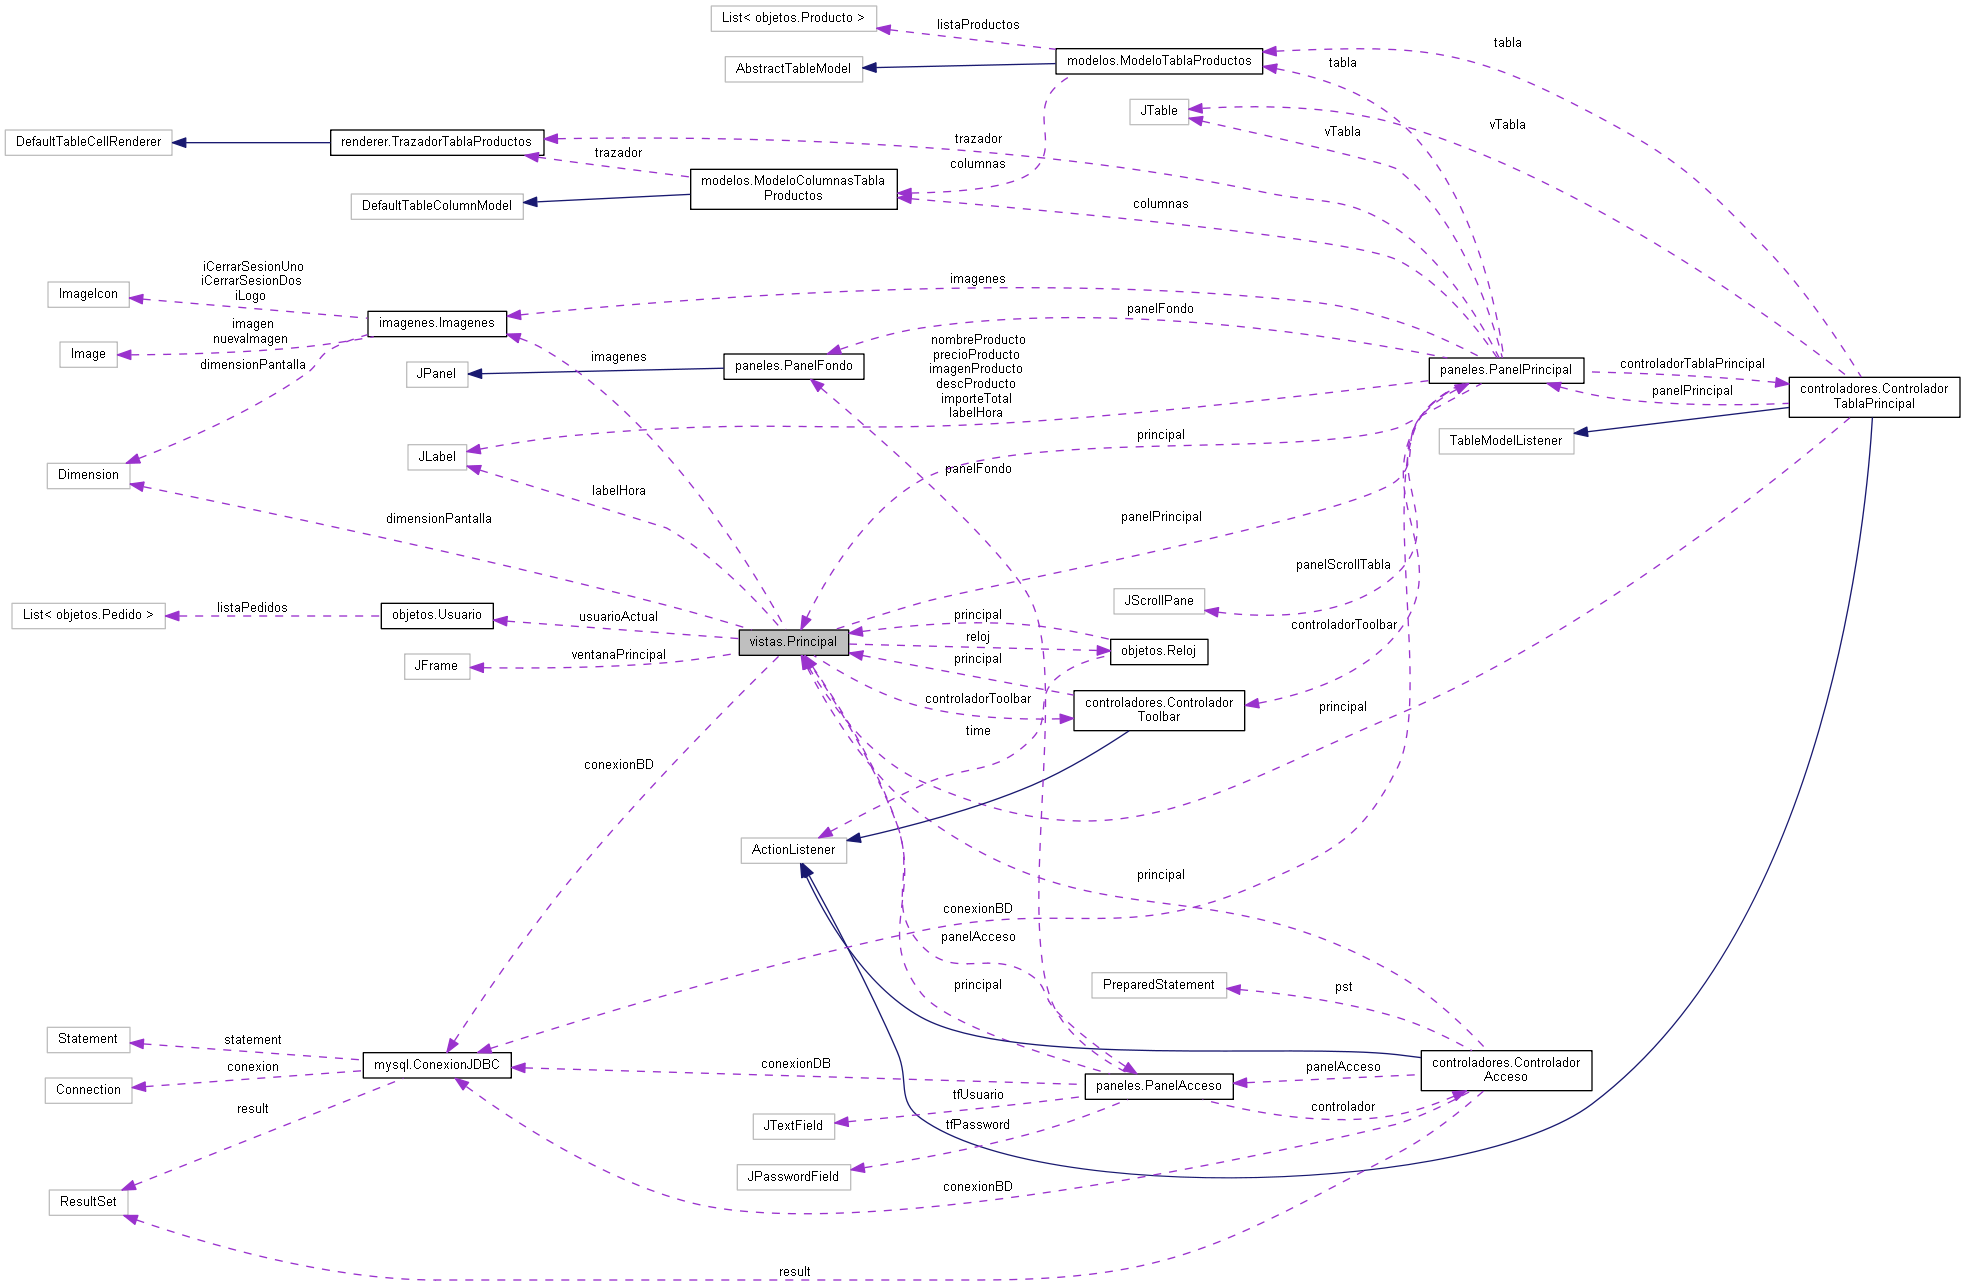 List< objetos.Producto >
listaProductos
tabla
modelos.ModeloTablaProductos
tabla
AbstractTableModel
JTable
vTabla
vTabla
DefaultTableCellRenderer
renderer.TrazadorTablaProductos
trazador
trazador
columnas
modelos.ModeloColumnasTabla
Productos
DefaultTableColumnModel
columnas
iCerrarSesionUno
iCerrarSesionDos
iLogo
ImageIcon
imagenes
imagen
nuevaImagen
imagenes.Imagenes
panelFondo
Image
dimensionPantalla
imagenes
nombreProducto
precioProducto
imagenProducto
descProducto
importeTotal
labelHora
JPanel
paneles.PanelFondo
paneles.PanelPrincipal
controladorTablaPrincipal
panelPrincipal
controladores.Controlador
TablaPrincipal
principal
TableModelListener
JLabel
panelFondo
Dimension
labelHora
dimensionPantalla
panelPrincipal
panelScrollTabla
JScrollPane
List< objetos.Pedido >
listaPedidos
objetos.Usuario
usuarioActual
principal
controladorToolbar
vistas.Principal
reloj
objetos.Reloj
JFrame
ventanaPrincipal
principal
controladorToolbar
controladores.Controlador
Toolbar
principal
time
conexionBD
ActionListener
principal
conexionBD
panelAcceso
principal
PreparedStatement
pst
Statement
statement
conexion
mysql.ConexionJDBC
conexionDB
panelAcceso
controladores.Controlador
Acceso
Connection
paneles.PanelAcceso
result
tfUsuario
controlador
JTextField
tfPassword
JPasswordField
conexionBD
ResultSet
result